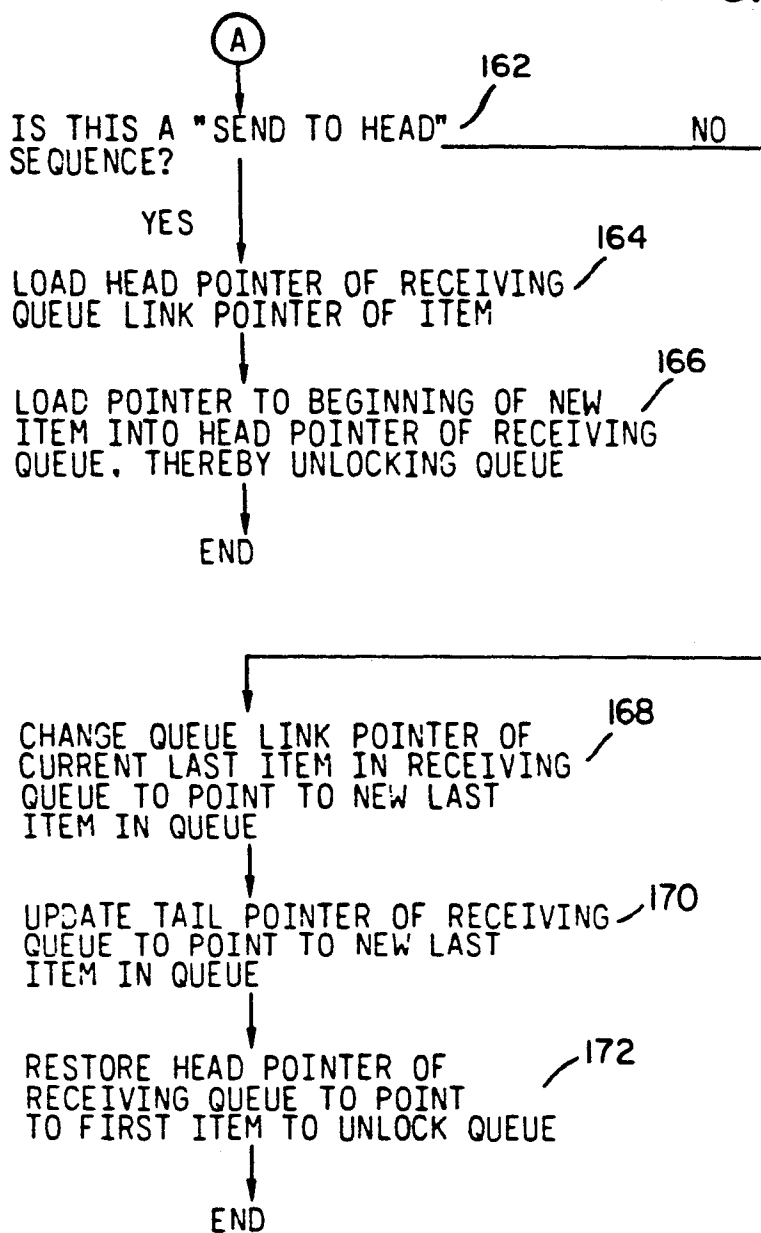 A
162
IS THIS A "SEND TO HEAD"
SEQUENCE?
NO
YES
164
LOAD HEAD POINTER OF RECEIVING
QUEUE LINK POINTER OF ITEM
166
LOAD POINTER TO BEGINNING OF NEW
ITEM INTO HEAD POINTER OF RECEIVING
QUEUE. THEREBY UNLOCKING QUEUE
END
168
CHANGE QUEUE LINK POINTER OF
CURRENT LAST ITEM IN RECEIVING
QUEUE TO POINT TO NEW LAST
ITEM IN QUEUE
170
UPDATE TAIL POINTER OF RECEIVING
QUEUE TO POINT TO NEW LAST
ITEM IN QUEUE
172
RESTORE HEAD POINTER OF
RECEIVING QUEUE TO POINT
TO FIRST ITEM TO UNLOCK QUEUE
END